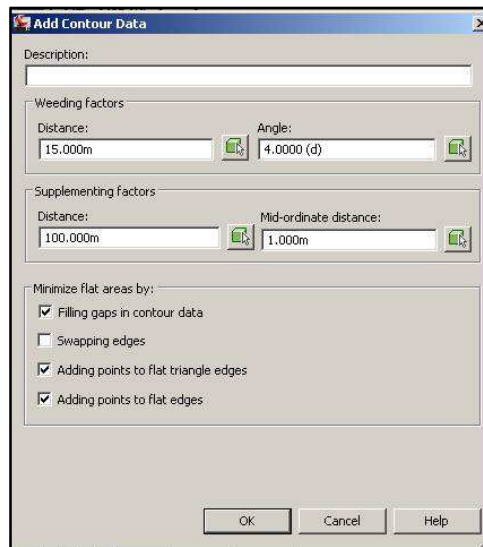 Add Contour Data
Description:
Weeding factors
Distance: Angle:
15.000m 4.0000 (d)
Supplementing factors
Distance: Mid-ordinate distance:
100.000m 1.000m
Minimize flat areas by:
Filling gaps in contour data
Swapping edges
Adding points to flat triangle edges
Adding points to flat edges
OK Cancel Help